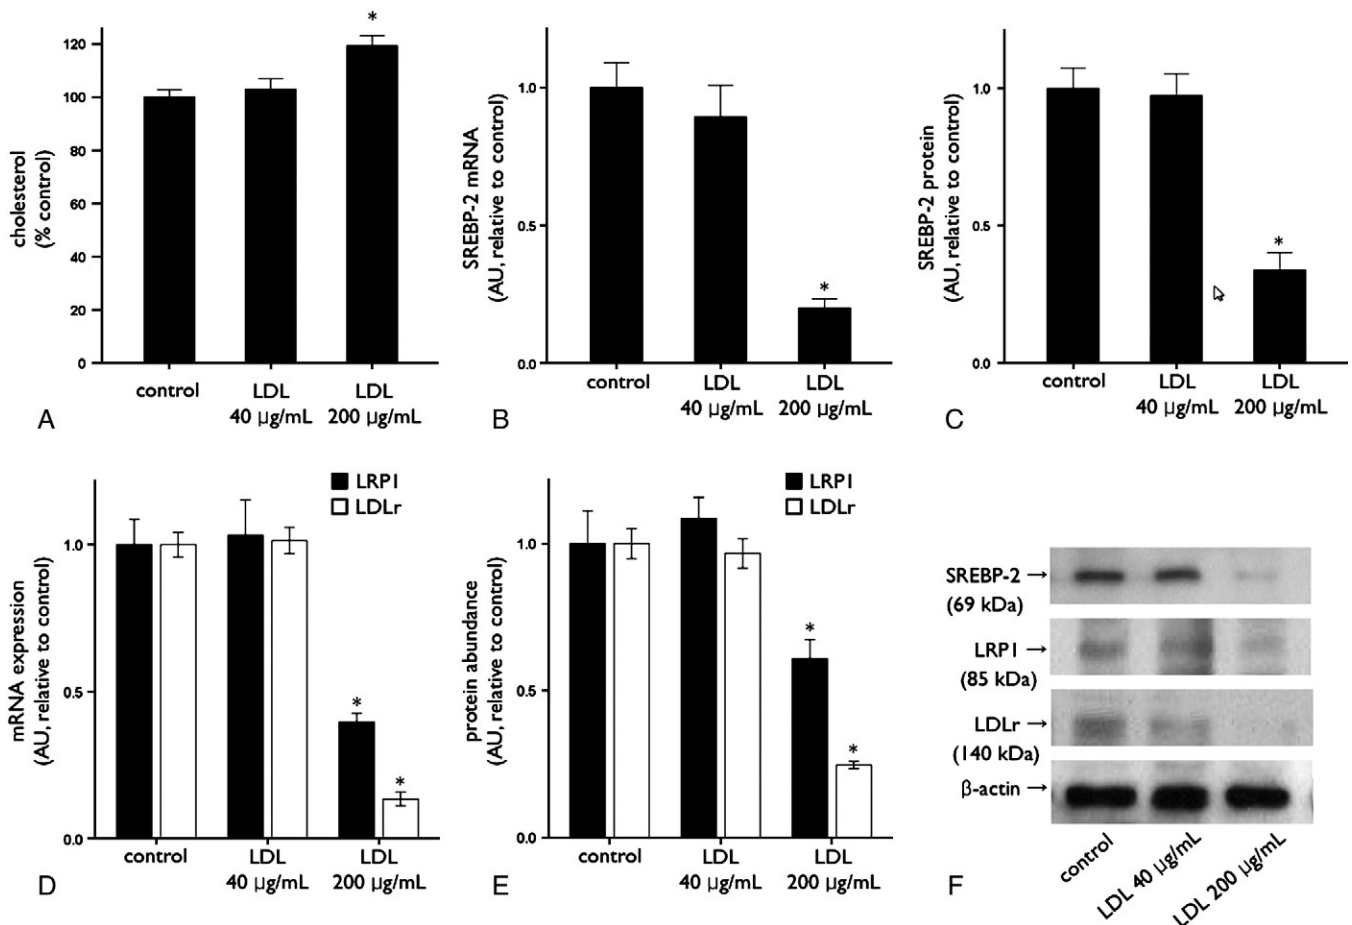 cholesterol
(% control)
120
100
80
60
40
20
0
*
control
LDL
40 μg/mL
LDL
200 μg/mL
A
SREBP-2 mRNA
(AU, relative to control)
1.0
0.5
0.0
*
control
LDL
40 μg/mL
LDL
200 μg/mL
B
SREBP-2 protein
(AU, relative to control)
1.0
0.5
0.0
*
control
LDL
40 μg/mL
LDL
200 μg/mL
C
mRNA expression
(AU, relative to control)
LRP1
LDLr
1.0
0.5
0.0
*
*
control
LDL
40 μg/mL
LDL
200 μg/mL
D
protein abundance
(AU, relative to control)
LRP1
LDLr
1.0
0.5
0.0
*
*
control
LDL
40 μg/mL
LDL
200 μg/mL
E
SREBP-2 →
(69 kDa)
LRP1 →
(85 kDa)
LDLr →
(140 kDa)
β-actin →
control
LDL 40 μg/mL
LDL 200 μg/mL
F